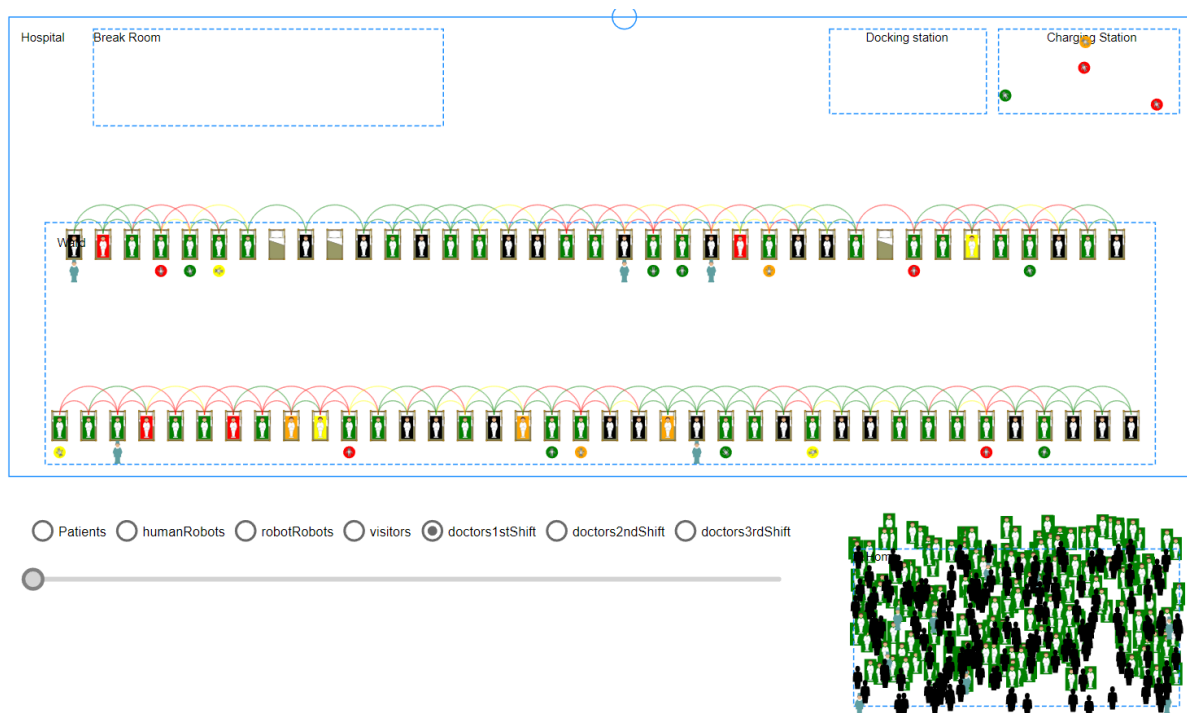 Hospital
Break Room
Docking station
Charging Station
Ward
Patients
humanRobots
robotRobots
visitors
doctors1stShift
doctors2ndShift
doctors3rdShift
Home